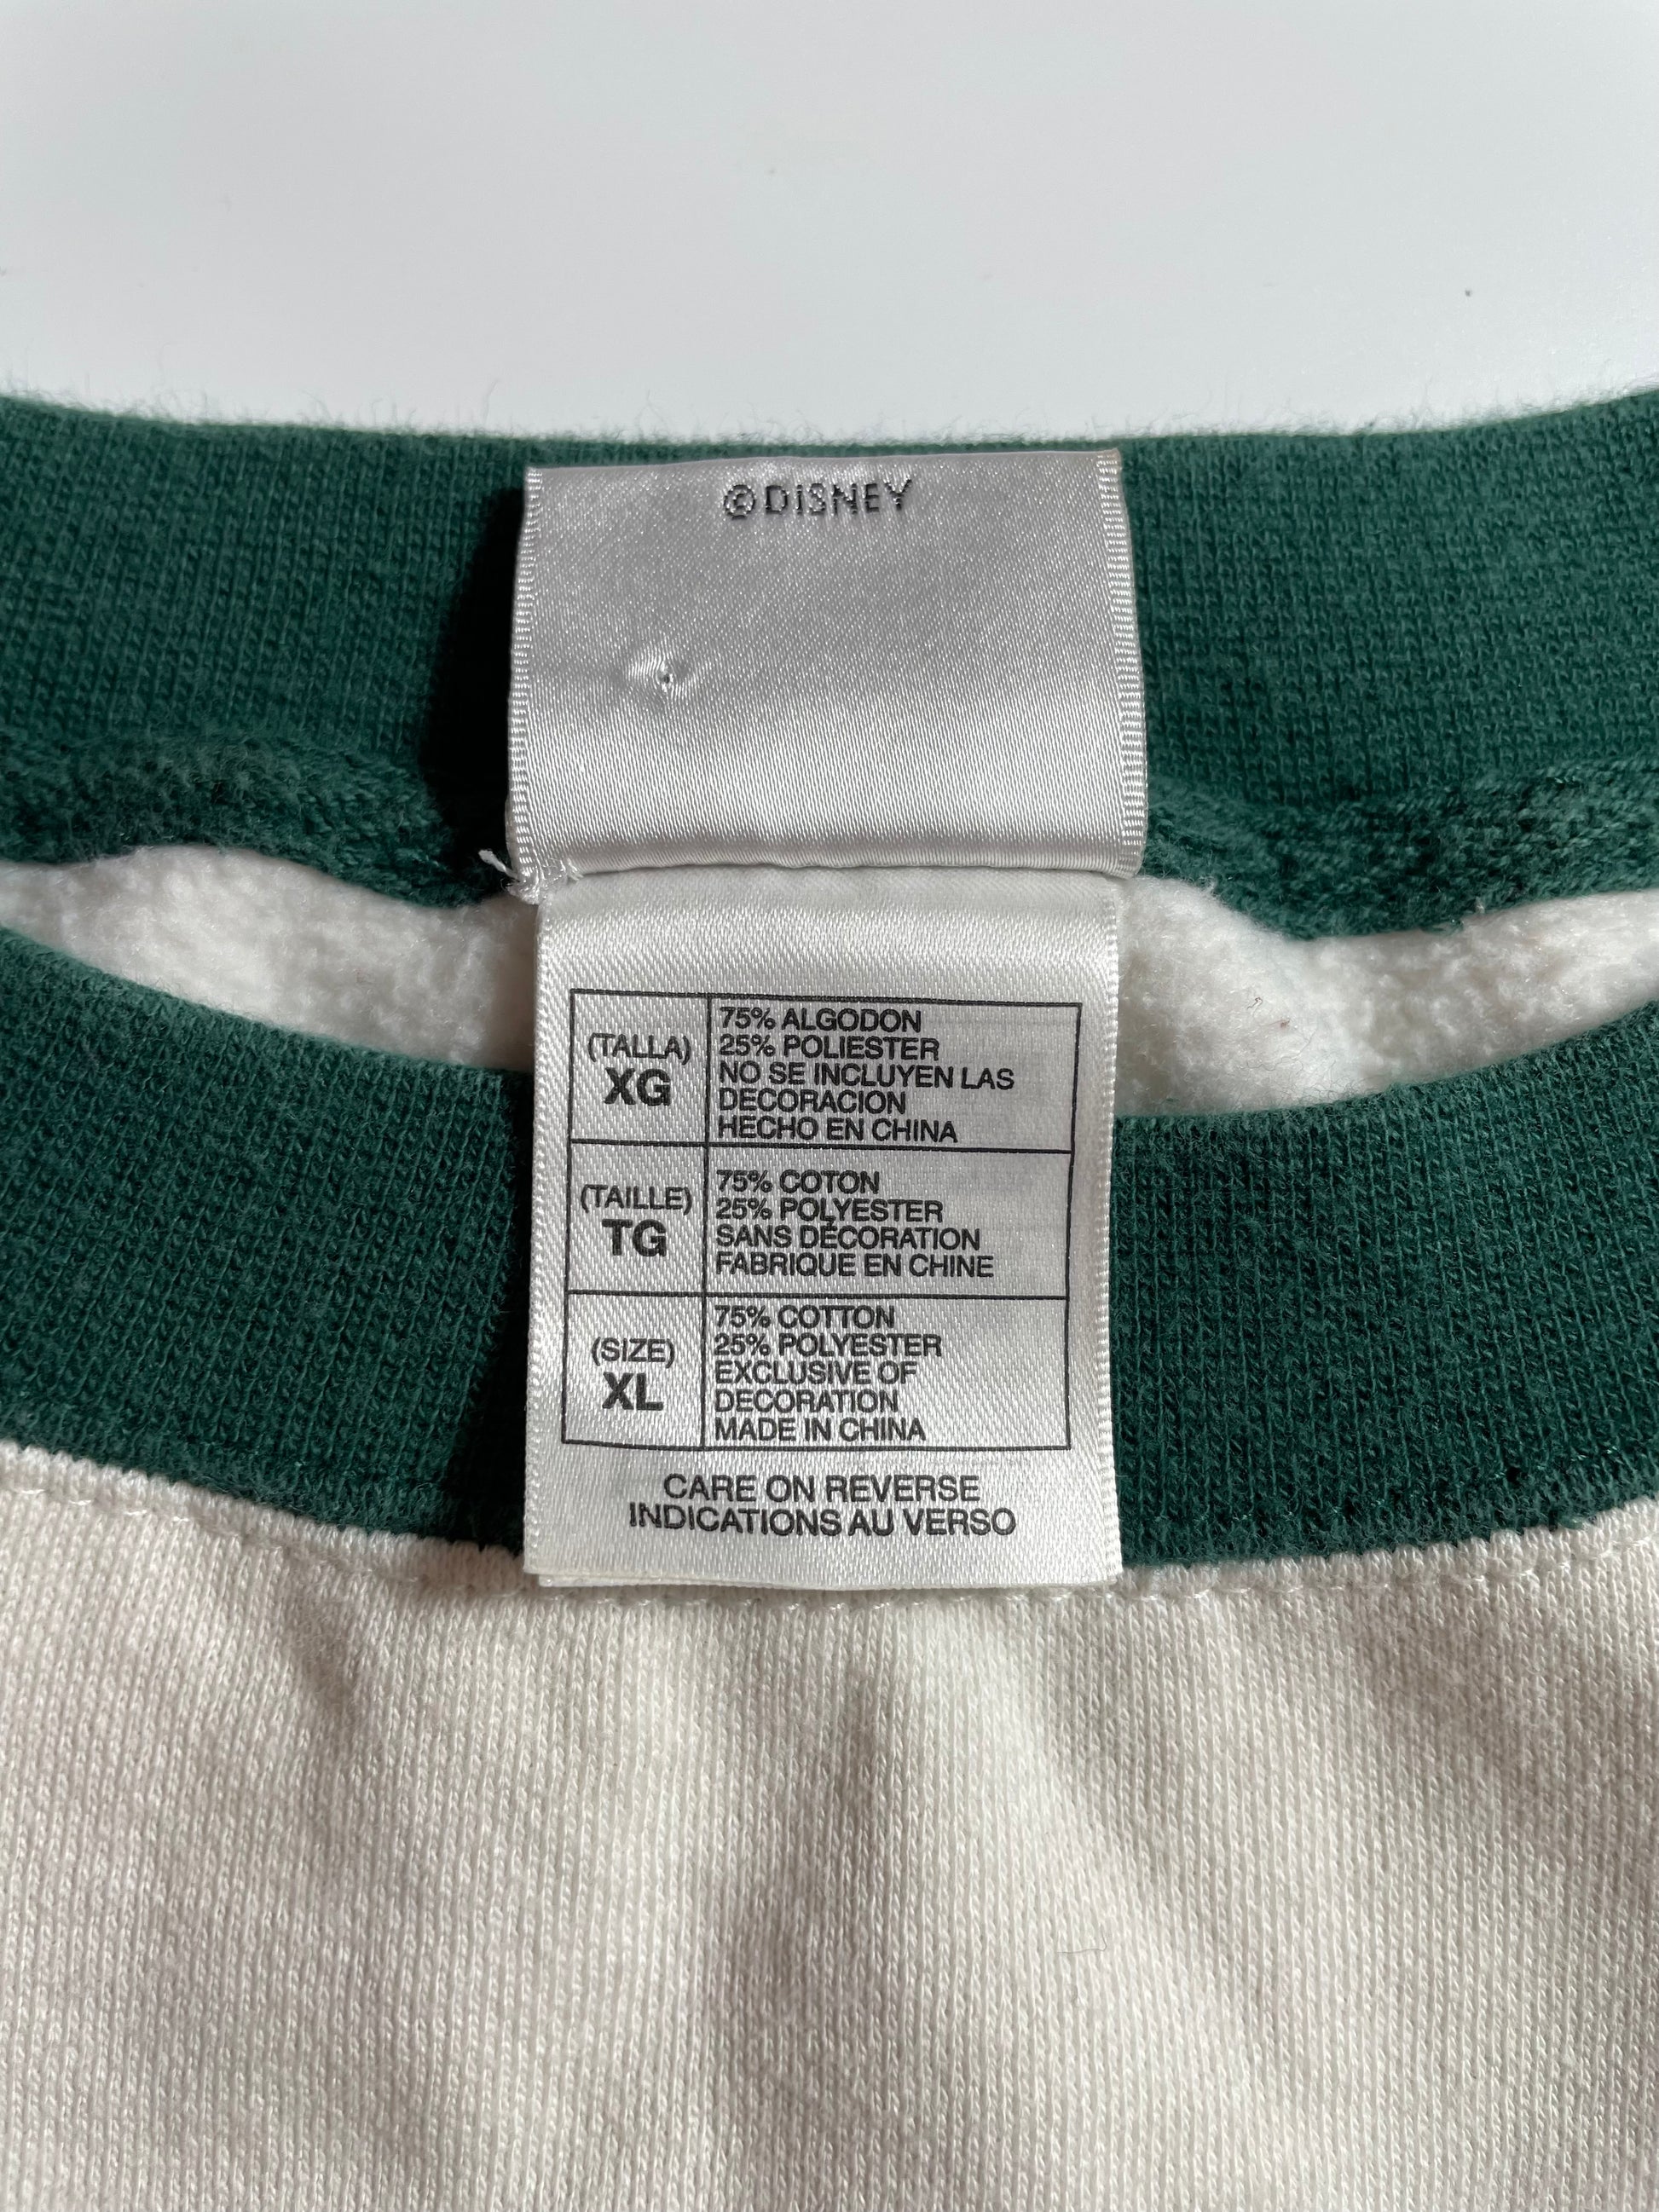 ©DISNEY
(TALLA)
XG
75% ALGODON
25% POLIESTER
NO SE INCLUYEN LAS
DECORACION
HECHO EN CHINA
(TAILLE)
TG
75% COTON
25% POLYESTER
SANS DÉCORATION
FABRIQUE EN CHINE
(SIZE)
XL
75% COTTON
25% POLYESTER
EXCLUSIVE OF
DECORATION
MADE IN CHINA
CARE ON REVERSE
INDICATIONS AU VERSO